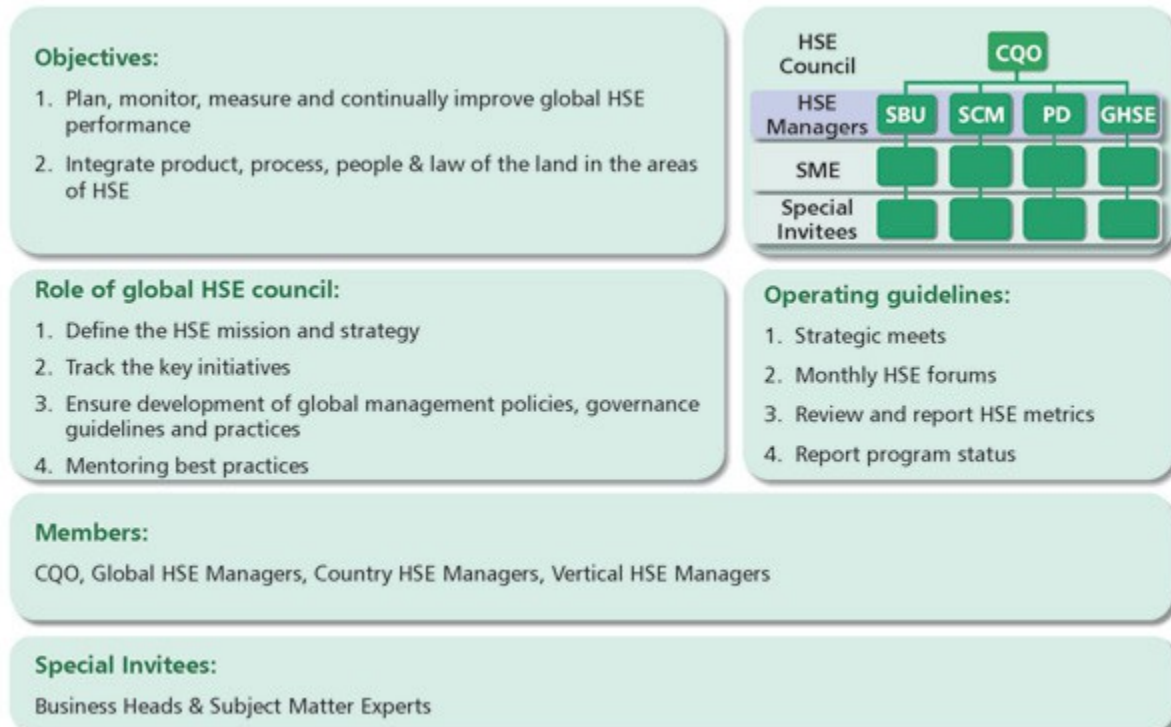 Objectives:
1. Plan, monitor, measure and continually improve global HSE
performance
2. Integrate product, process, people & law of the land in the areas
of HSE
HSE
Council
CQO
HSE
Managers
SBU
SCM
PD
GHSE
SME
Special
Invitees
Role of global HSE council:
1. Define the HSE mission and strategy
2. Track the key initiatives
3. Ensure development of global management policies, governance
guidelines and practices
4. Mentoring best practices
Operating guidelines:
1. Strategic meets
2. Monthly HSE forums
3. Review and report HSE metrics
4. Report program status
Members:
CQO, Global HSE Managers, Country HSE Managers, Vertical HSE Managers
Special Invitees:
Business Heads & Subject Matter Experts